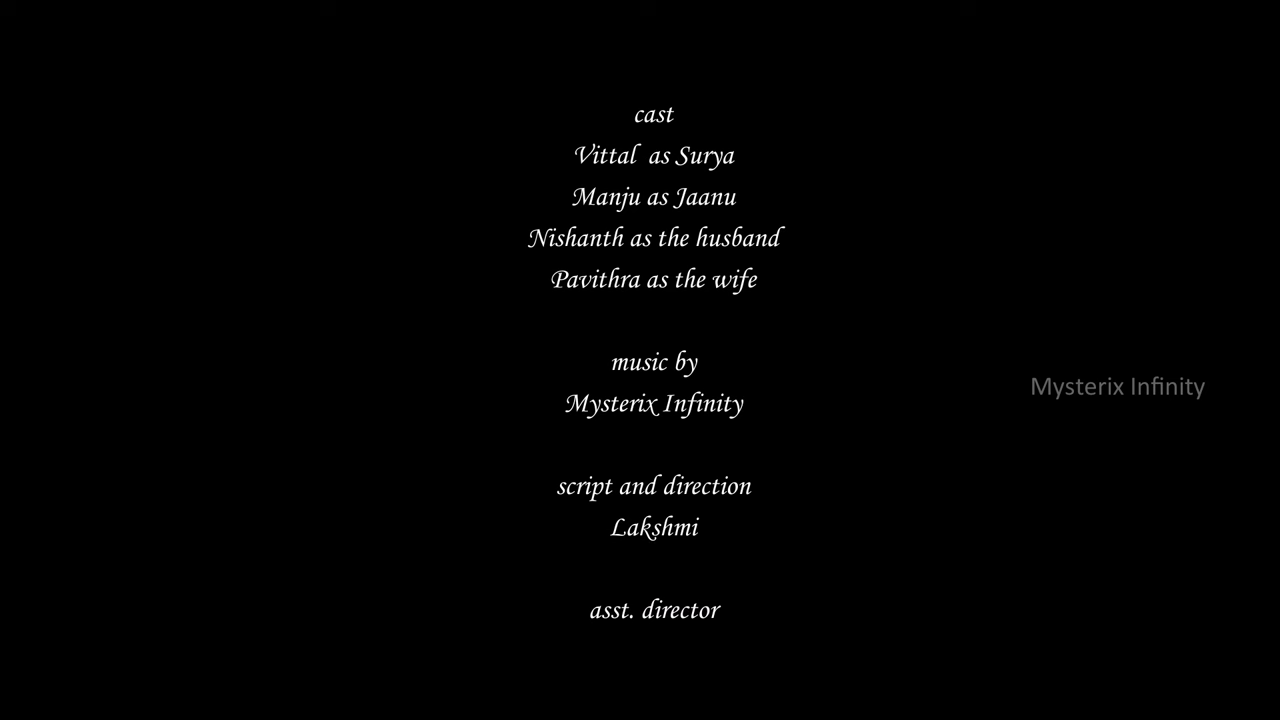 cast
Vittal as Surya
Manju as Jaanu
Nishanth as the husband
Pavithra as the wife
music by
Mysterix Infinity
Mysterix Infinity
script and direction
Lakshmi
asst. director